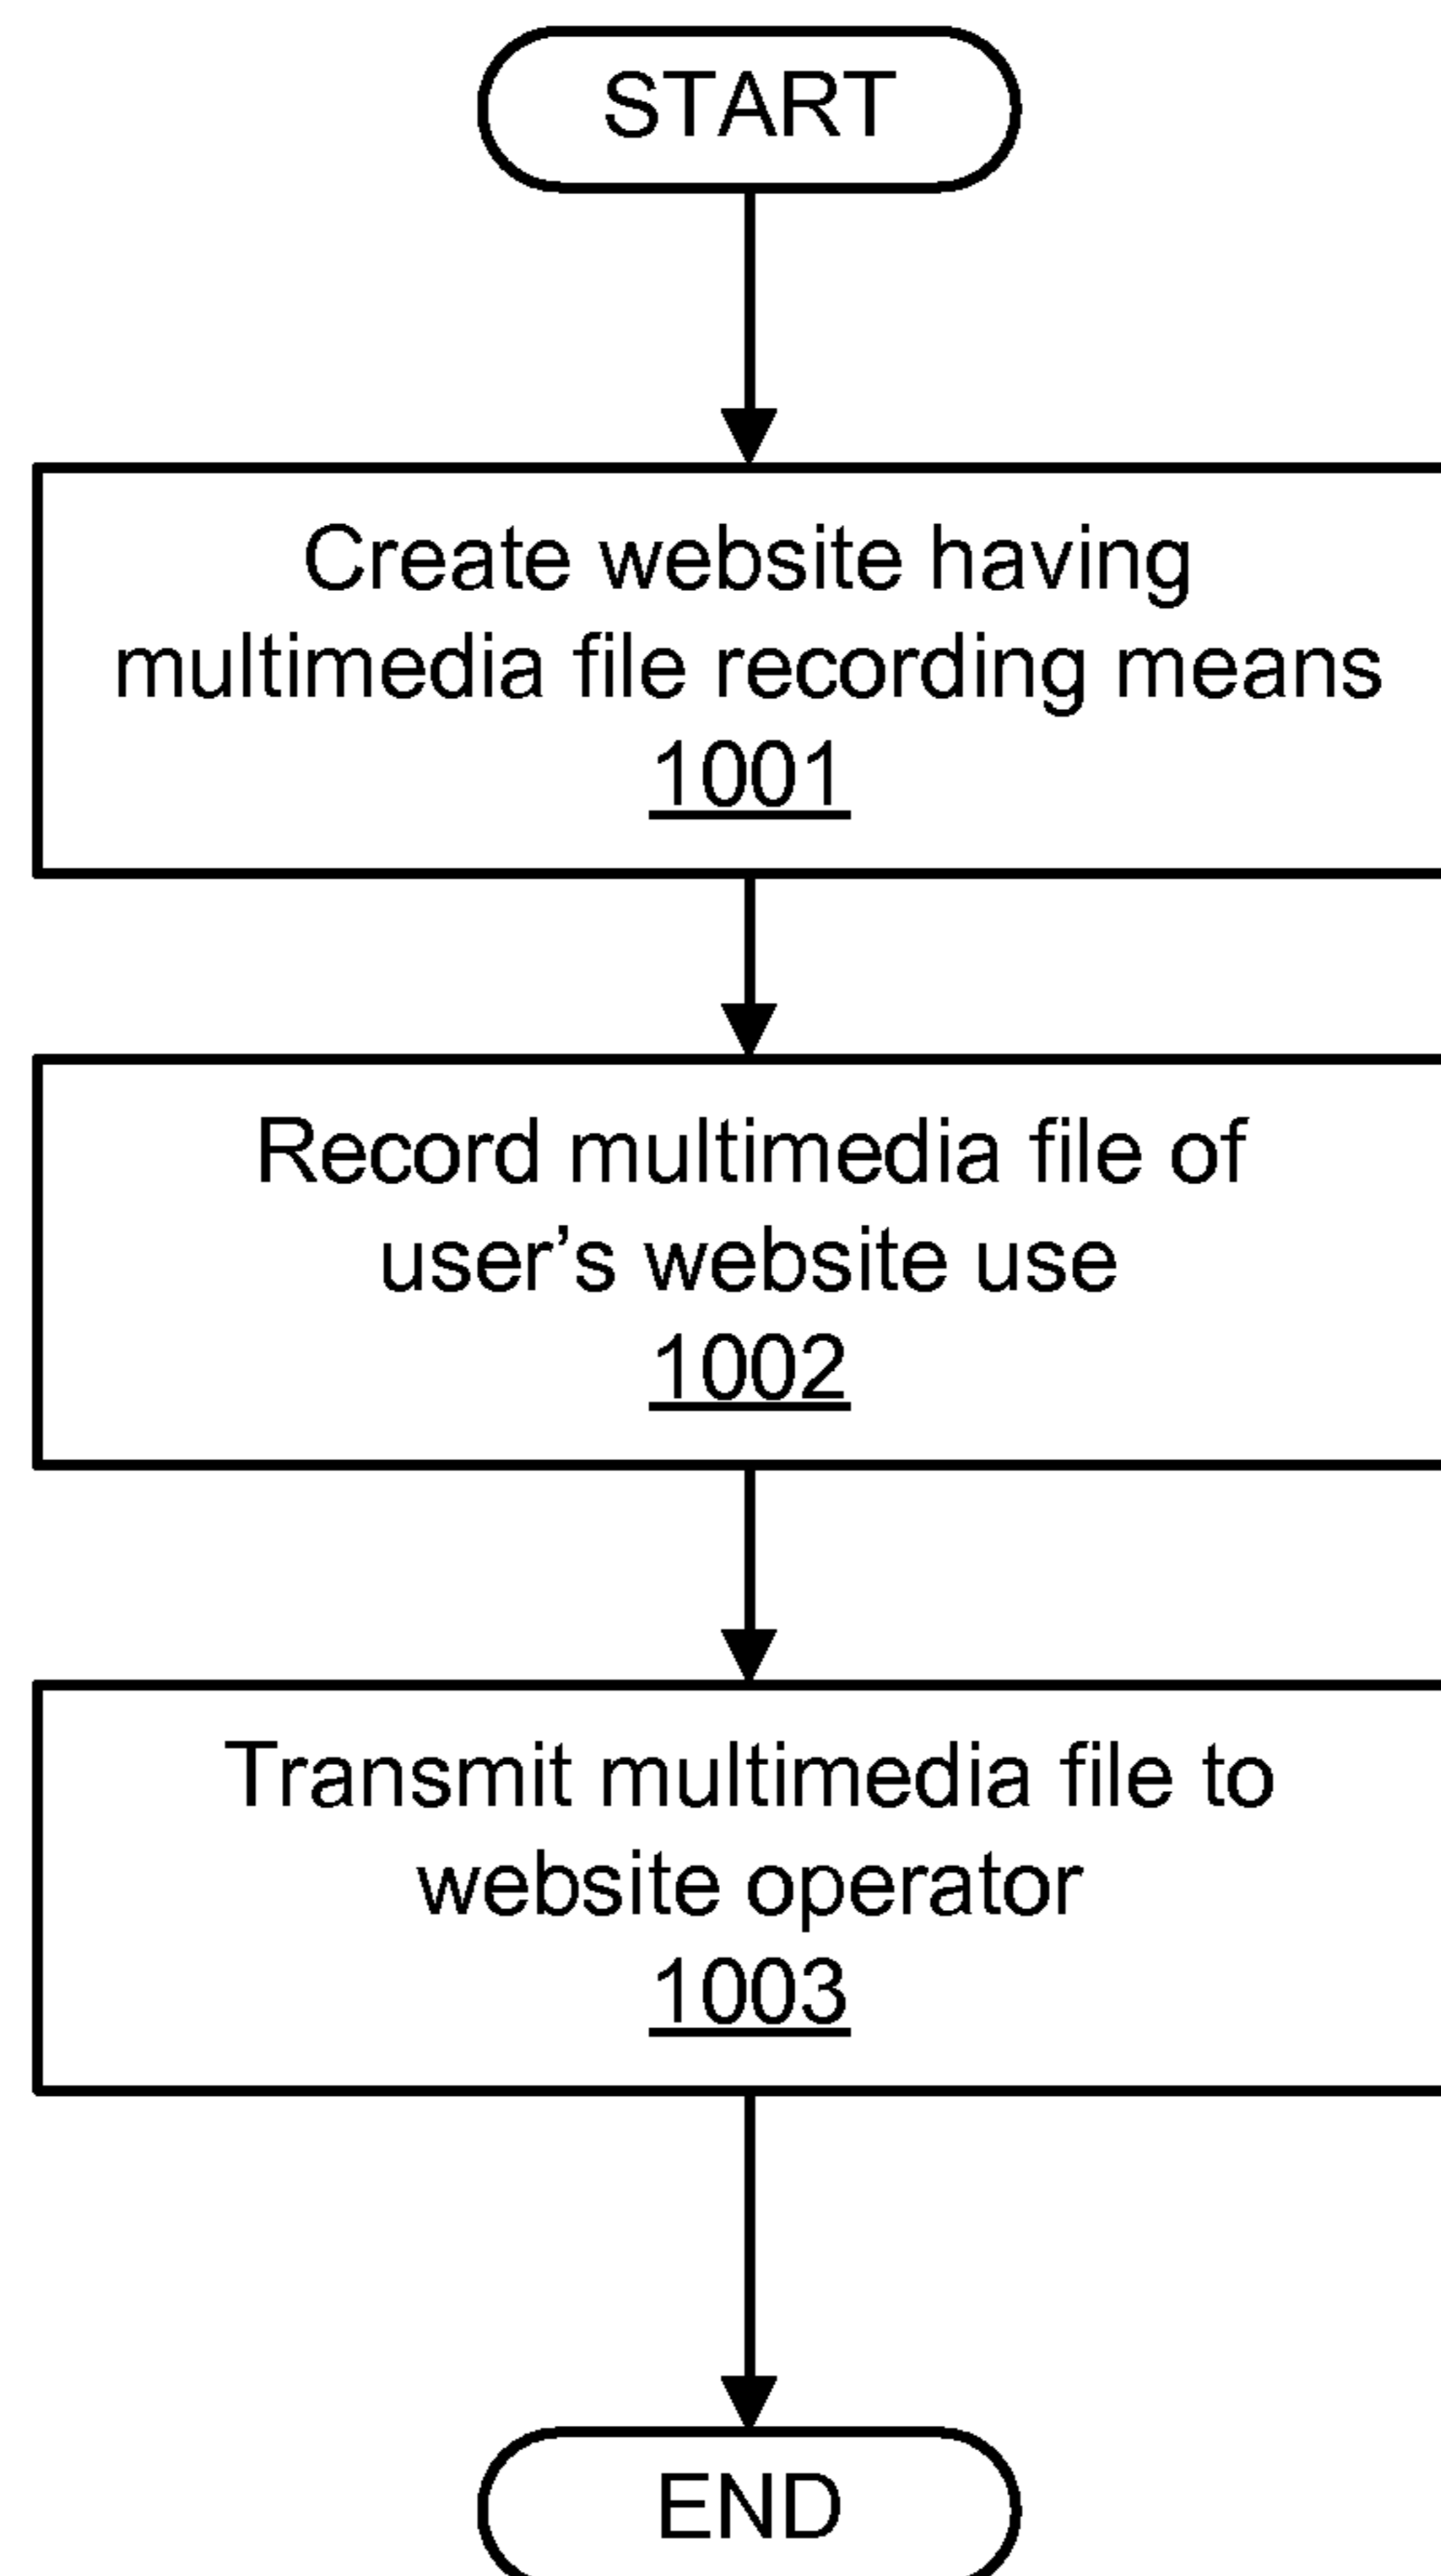 START
Create website having
multimedia file recording means
1001
Record multimedia file of
user’s website use
1002
Transmit multimedia file to
website operator
1003
END